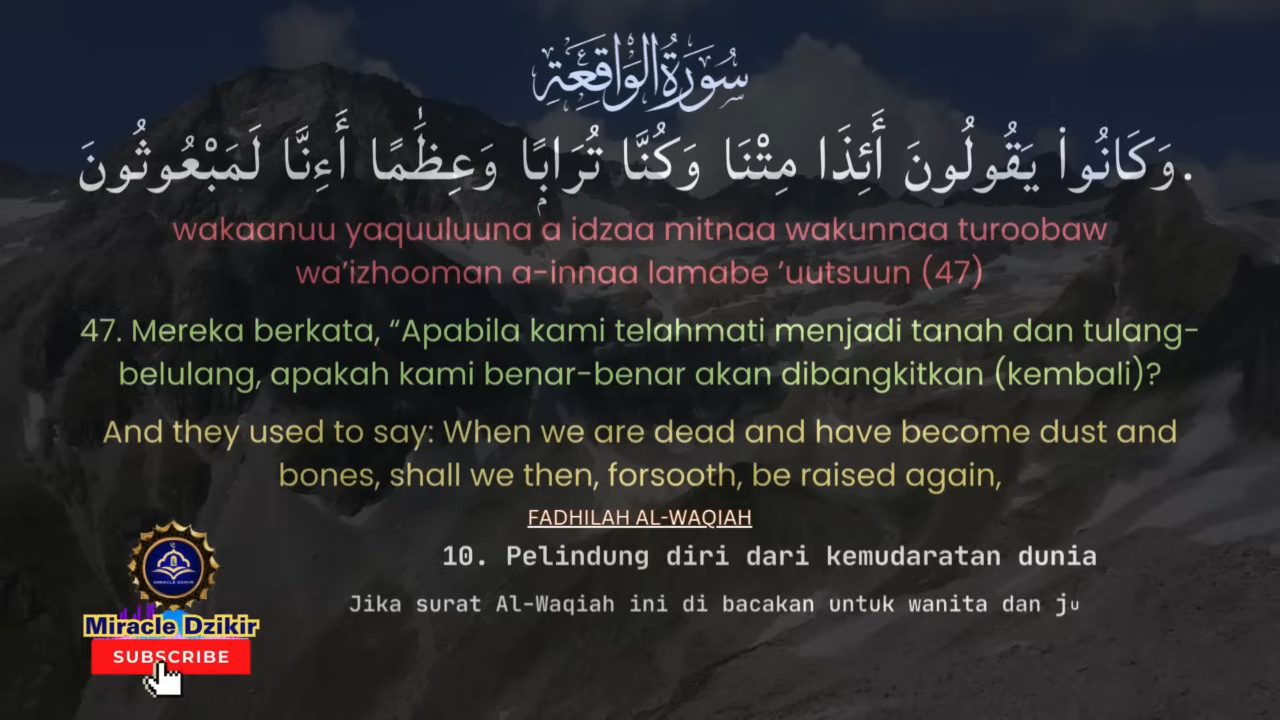 سُورَةُ الْوَاقِعَةِ
وَكَانُوا۟ يَقُولُونَ أَئِذَا مِتْنَا وَكُنَّا تُرَابًۭا وَعِظَـٰمًا أَءِنَّا لَمَبْعُوثُونَ.
wakaanuu yaquuluuna a idzaa mitnaa wakunnaa turoobaw
wa’izhooman a-innaa lamabe ’uutsuun (47)
47. Mereka berkata, “Apabila kami telahmati menjadi tanah dan tulang-
belulang, apakah kami benar-benar akan dibangkitkan (kembali)?
And they used to say: When we are dead and have become dust and
bones, shall we then, forsooth, be raised again,
FADHILAH AL-WAQIAH
10. Pelindung diri dari kemudaratan dunia
Jika surat Al-Waqiah ini di bacakan untuk wanita dan ju
MIRACLE DZIKIR
Miracle Dzikir
SUBSCRIBE